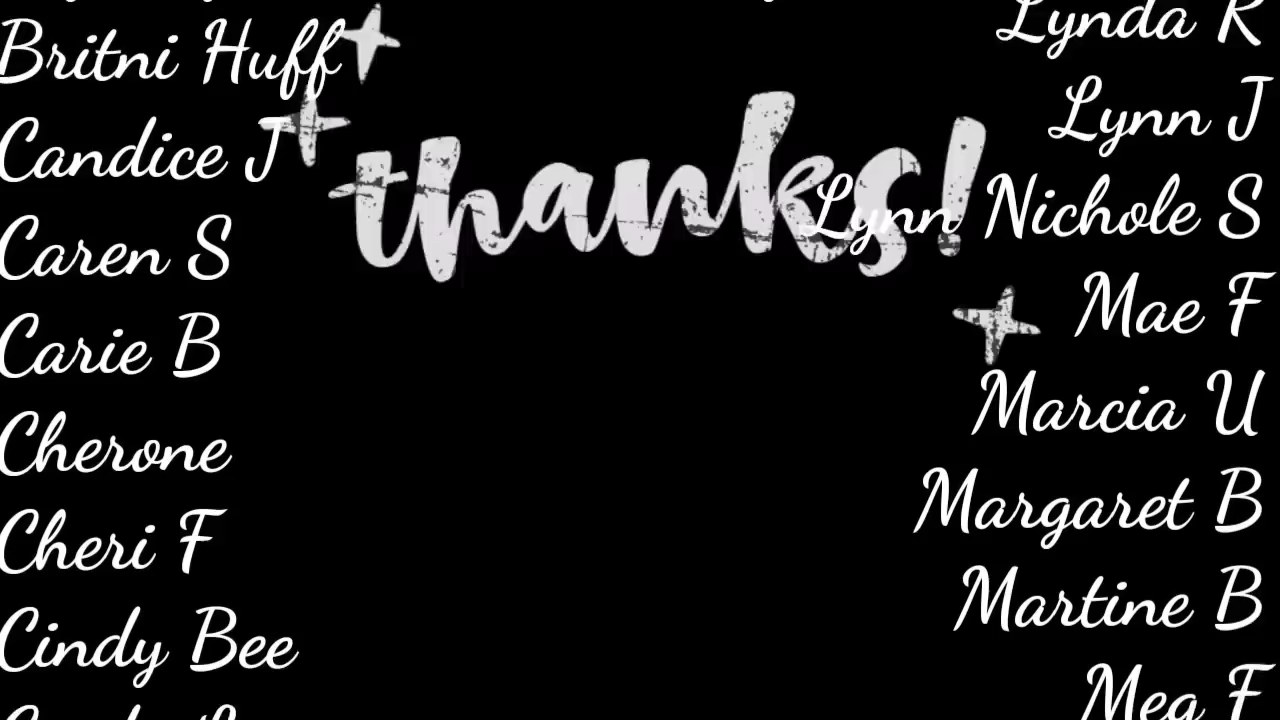 Britni Huff
Candice J
Caren S
Carie B
Cherone
Cheri F
Cindy Bee
thanks!
Lynda R
Lynn J
Lynn Nichole S
Mae F
Marcia U
Margaret B
Martine B
Meg F